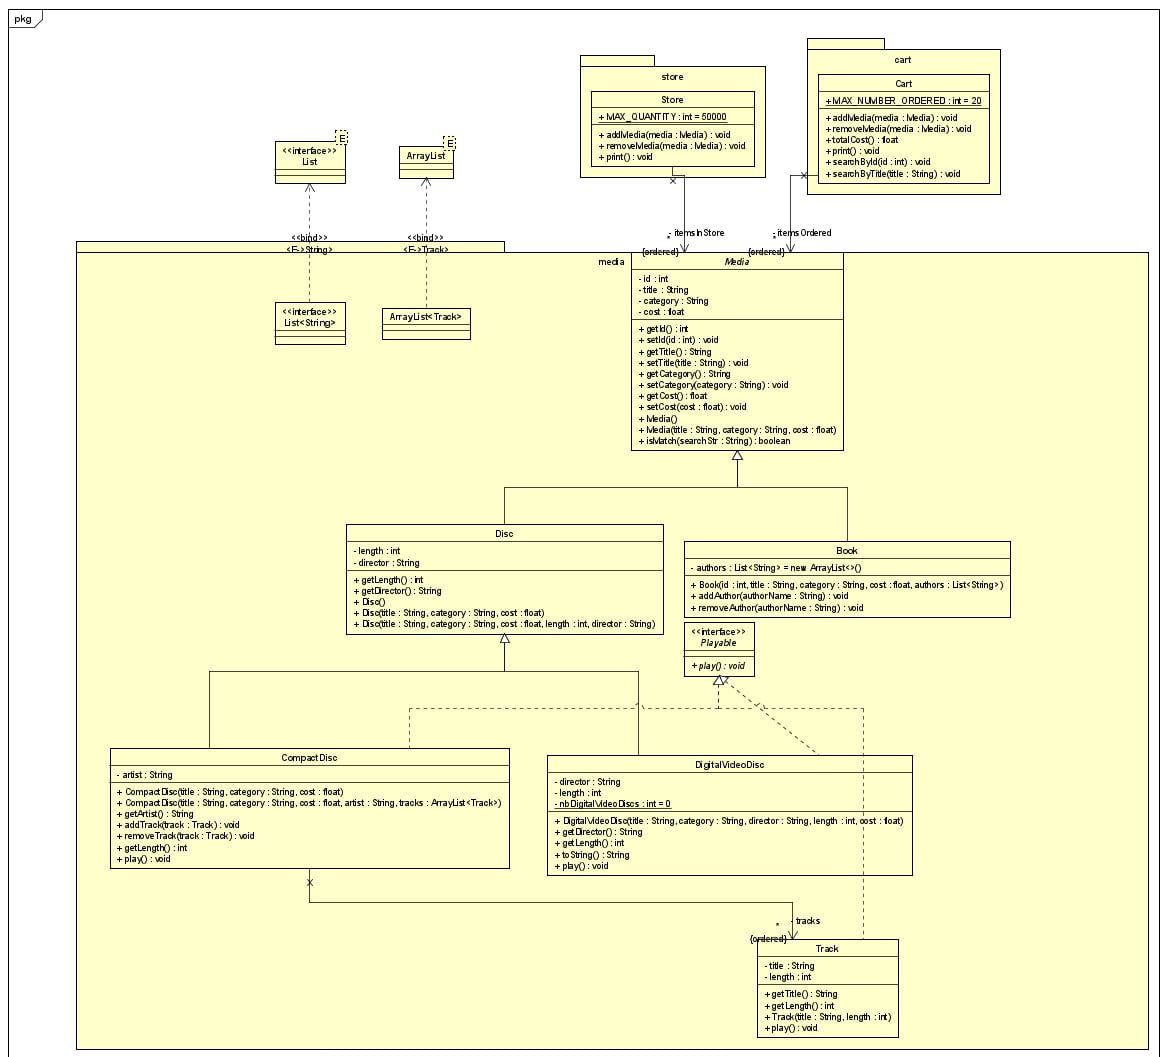 pkg
store
Store
+ MAX_QUANTITY : int = 50000
+ addMedia(media : Media) : void
+ removeMedia(media : Media) : void
+ print() : void
cart
Cart
+ MAX_NUMBER_ORDERED : int = 20
+ addMedia(media : Media) : void
+ removeMedia(media : Media) : void
+ totalCost() : float
+ print() : void
+ searchById(id : int) : void
+ searchByTitle(title : String) : void
E
<<interface>>
List
E
ArrayList
<<bind>>
<E->String>
<<bind>>
<E->Track>
* - itemsInStore
{ordered}
* - itemsOrdered
{ordered}
media
<<interface>>
List<String>
ArrayList<Track>
Media
- id : int
- title : String
- category : String
- cost : float
+ getId() : int
+ setId(id : int) : void
+ getTitle() : String
+ setTitle(title : String) : void
+ getCategory() : String
+ setCategory(category : String) : void
+ getCost() : float
+ setCost(cost : float) : void
+ Media()
+ Media(title : String, category : String, cost : float)
+ isMatch(searchStr : String) : boolean
Disc
- length : int
- director : String
+ getLength() : int
+ getDirector() : String
+ Disc()
+ Disc(title : String, category : String, cost : float)
+ Disc(title : String, category : String, cost : float, length : int, director : String)
Book
- authors : List<String> = new ArrayList<>()
+ Book(id : int, title : String, category : String, cost : float, authors : List<String>)
+ addAuthor(authorName : String) : void
+ removeAuthor(authorName : String) : void
<<interface>>
Playable
+ play() : void
CompactDisc
- artist : String
+ CompactDisc(title : String, category : String, cost : float)
+ CompactDisc(title : String, category : String, cost : float, artist : String, tracks : ArrayList<Track>)
+ getArtist() : String
+ addTrack(track : Track) : void
+ removeTrack(track : Track) : void
+ getLength() : int
+ play() : void
DigitalVideoDisc
- director : String
- length : int
- nbDigitalVideoDiscs : int = 0
+ DigitalVideoDisc(title : String, category : String, director : String, length : int, cost : float)
+ getDirector() : String
+ getLength() : int
+ toString() : String
+ play() : void
* - tracks
{ordered}
Track
- title : String
- length : int
+ getTitle() : String
+ getLength() : int
+ Track(title : String, length : int)
+ play() : void